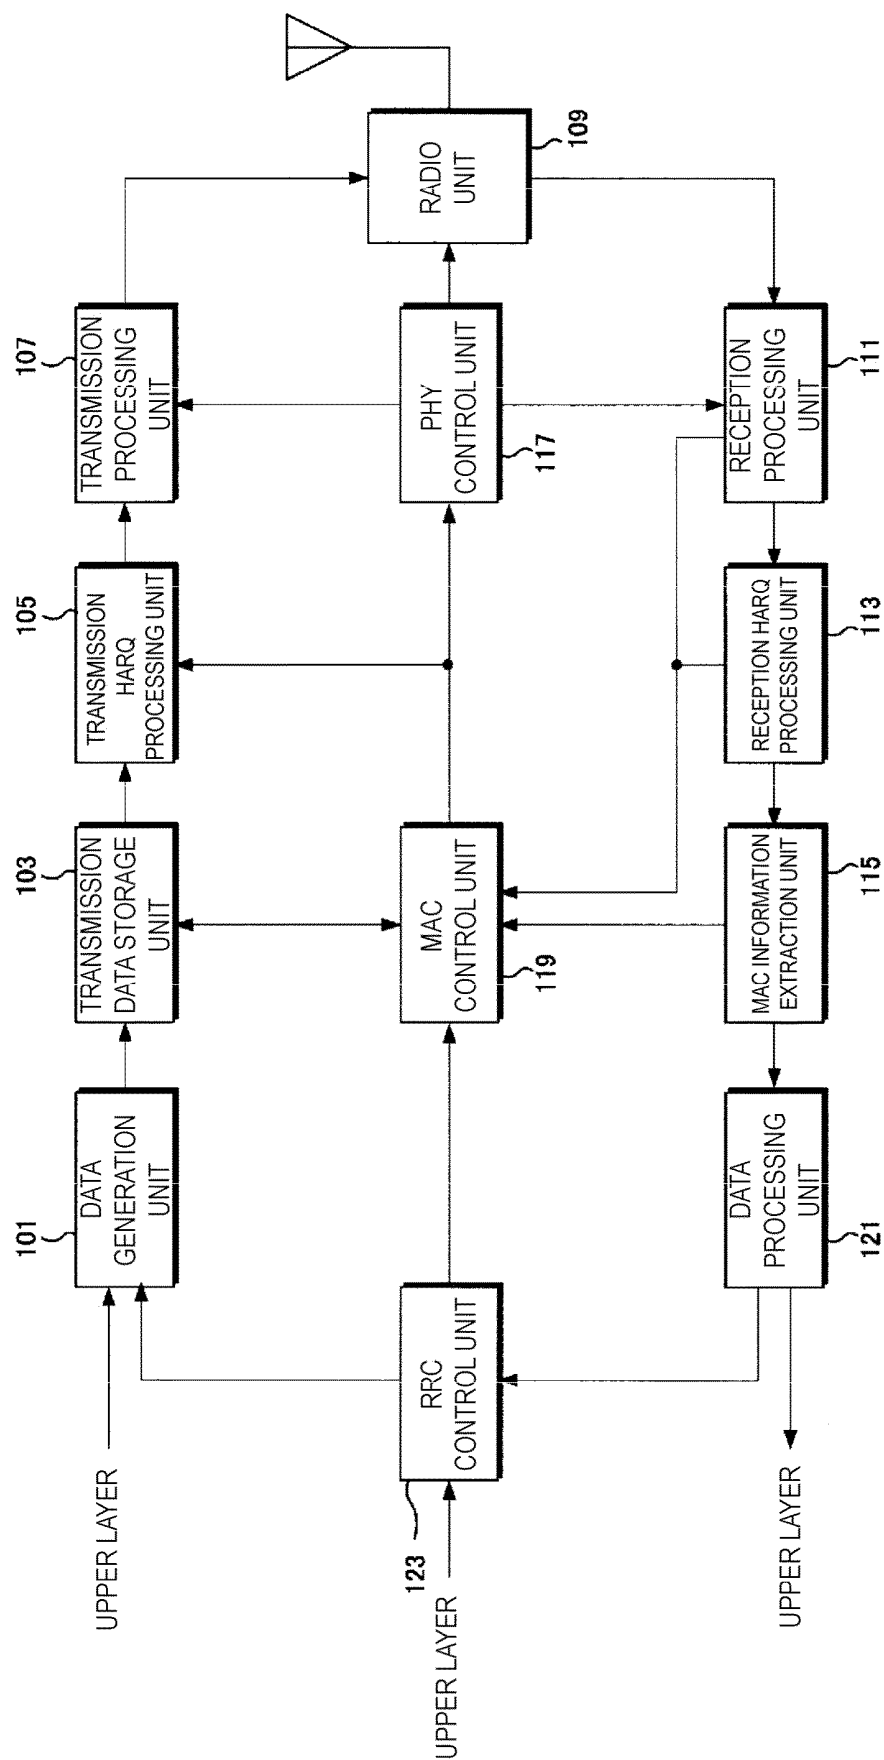 UPPER LAYER
101
DATA
GENERATION
UNIT
103
TRANSMISSION
DATA STORAGE
UNIT
105
TRANSMISSION
HARQ
PROCESSING UNIT
107
TRANSMISSION
PROCESSING
UNIT
UPPER LAYER
123
RRC
CONTROL UNIT
MAC
CONTROL UNIT
119
PHY
CONTROL UNIT
117
RADIO
UNIT
109
UPPER LAYER
DATA
PROCESSING
UNIT
121
MAC INFORMATION
EXTRACTION UNIT
115
RECEPTION HARQ
PROCESSING UNIT
113
RECEPTION
PROCESSING
UNIT
111